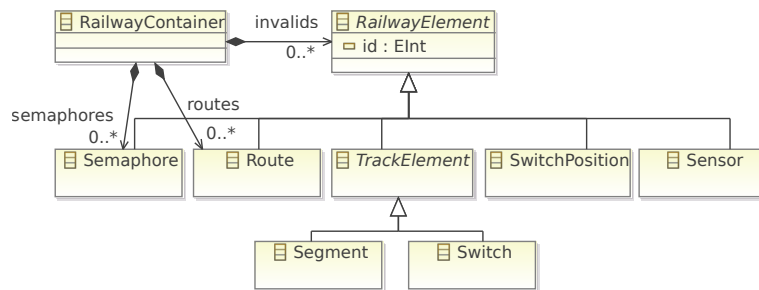 RailwayContainer
invalids
0..*
RailwayElement
id : EInt
semaphores
0..*
routes
0..*
Semaphore
Route
TrackElement
SwitchPosition
Sensor
Segment
Switch